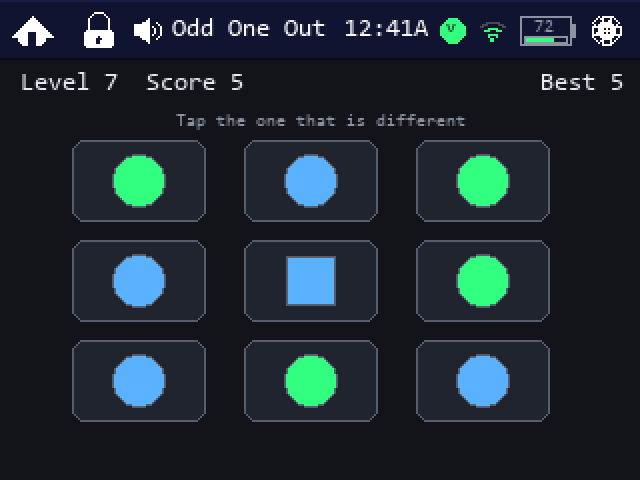 Odd One Out 12:41A 72
Level 7 Score 5 Best 5
Tap the one that is different